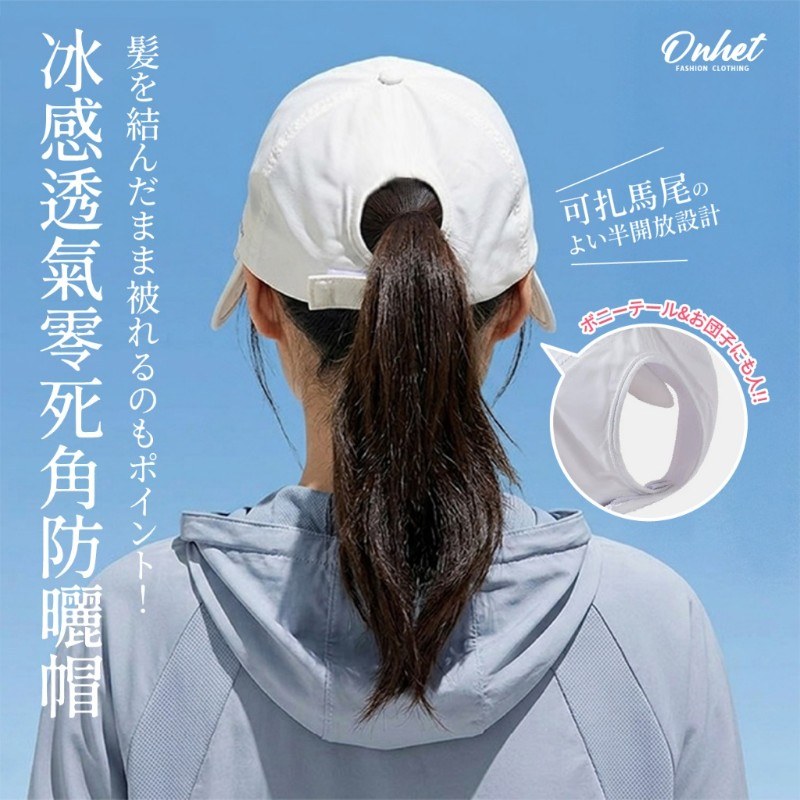 Onhet
FASHION CLOTHING
冰感透氣零死角防曬帽
髪を結んだまま被れるのもポイント!
可扎馬尾の
よい半開放設計
ポニーテール&お団子にも人!!